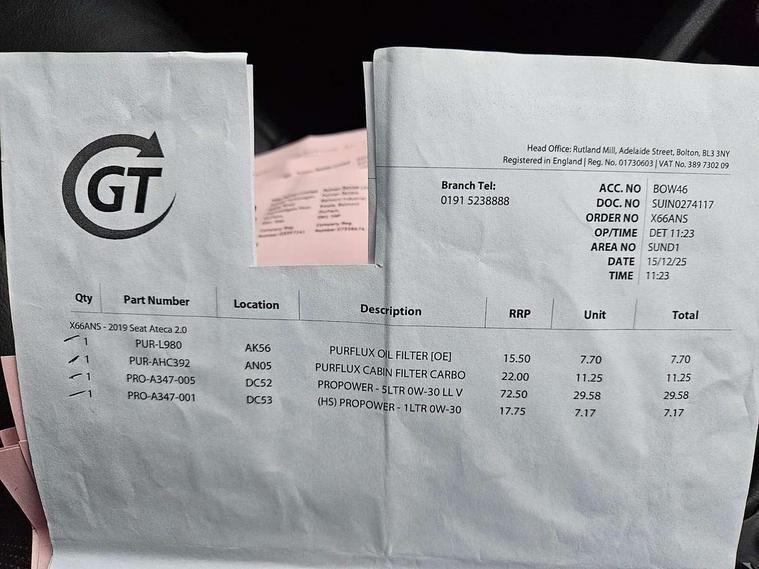 GT
Head Office: Rutland Mill, Adelaide Street, Bolton, BL3 3NY
Registered in England | Reg. No. 01730603 | VAT No. 389 7302 09
Branch Tel:
0191 5238888
ACC. NO BOW46
DOC. NO SUIN0274117
ORDER NO X66ANS
OP/TIME DET 11:23
AREA NO SUND1
DATE 15/12/25
TIME 11:23
Qty Part Number Location Description RRP Unit Total
X66ANS - 2019 Seat Ateca 2.0
1 PUR-L980 AK56 PURFLUX OIL FILTER [OE] 15.50 7.70 7.70
1 PUR-AHC392 AN05 PURFLUX CABIN FILTER CARBO 22.00 11.25 11.25
1 PRO-A347-005 DC52 PROPOWER - 5LTR 0W-30 LL V 72.50 29.58 29.58
1 PRO-A347-001 DC53 (HS) PROPOWER - 1LTR 0W-30 17.75 7.17 7.17